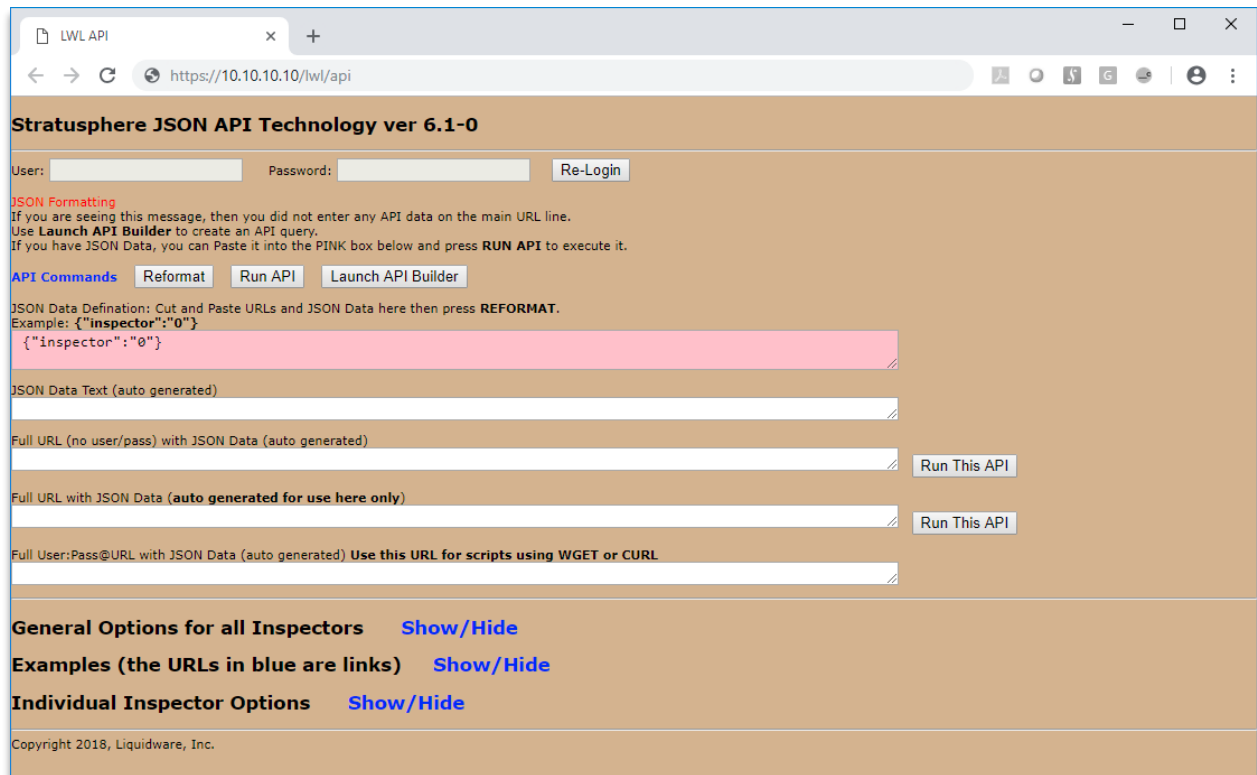 LWL API
https://10.10.10.10/lwl/api
Stratusphere JSON API Technology ver 6.1-0
User: Password: Re-Login
JSON Formatting
If you are seeing this message, then you did not enter any API data on the main URL line.
Use Launch API Builder to create an API query.
If you have JSON Data, you can Paste it into the PINK box below and press RUN API to execute it.
API Commands Reformat Run API Launch API Builder
JSON Data Defination: Cut and Paste URLs and JSON Data here then press REFORMAT.
Example: {"inspector":"0"}
{"inspector":"0"}
JSON Data Text (auto generated)
Full URL (no user/pass) with JSON Data (auto generated)
Run This API
Full URL with JSON Data (auto generated for use here only)
Run This API
Full User:Pass@URL with JSON Data (auto generated) Use this URL for scripts using WGET or CURL
General Options for all Inspectors Show/Hide
Examples (the URLs in blue are links) Show/Hide
Individual Inspector Options Show/Hide
Copyright 2018, Liquidware, Inc.